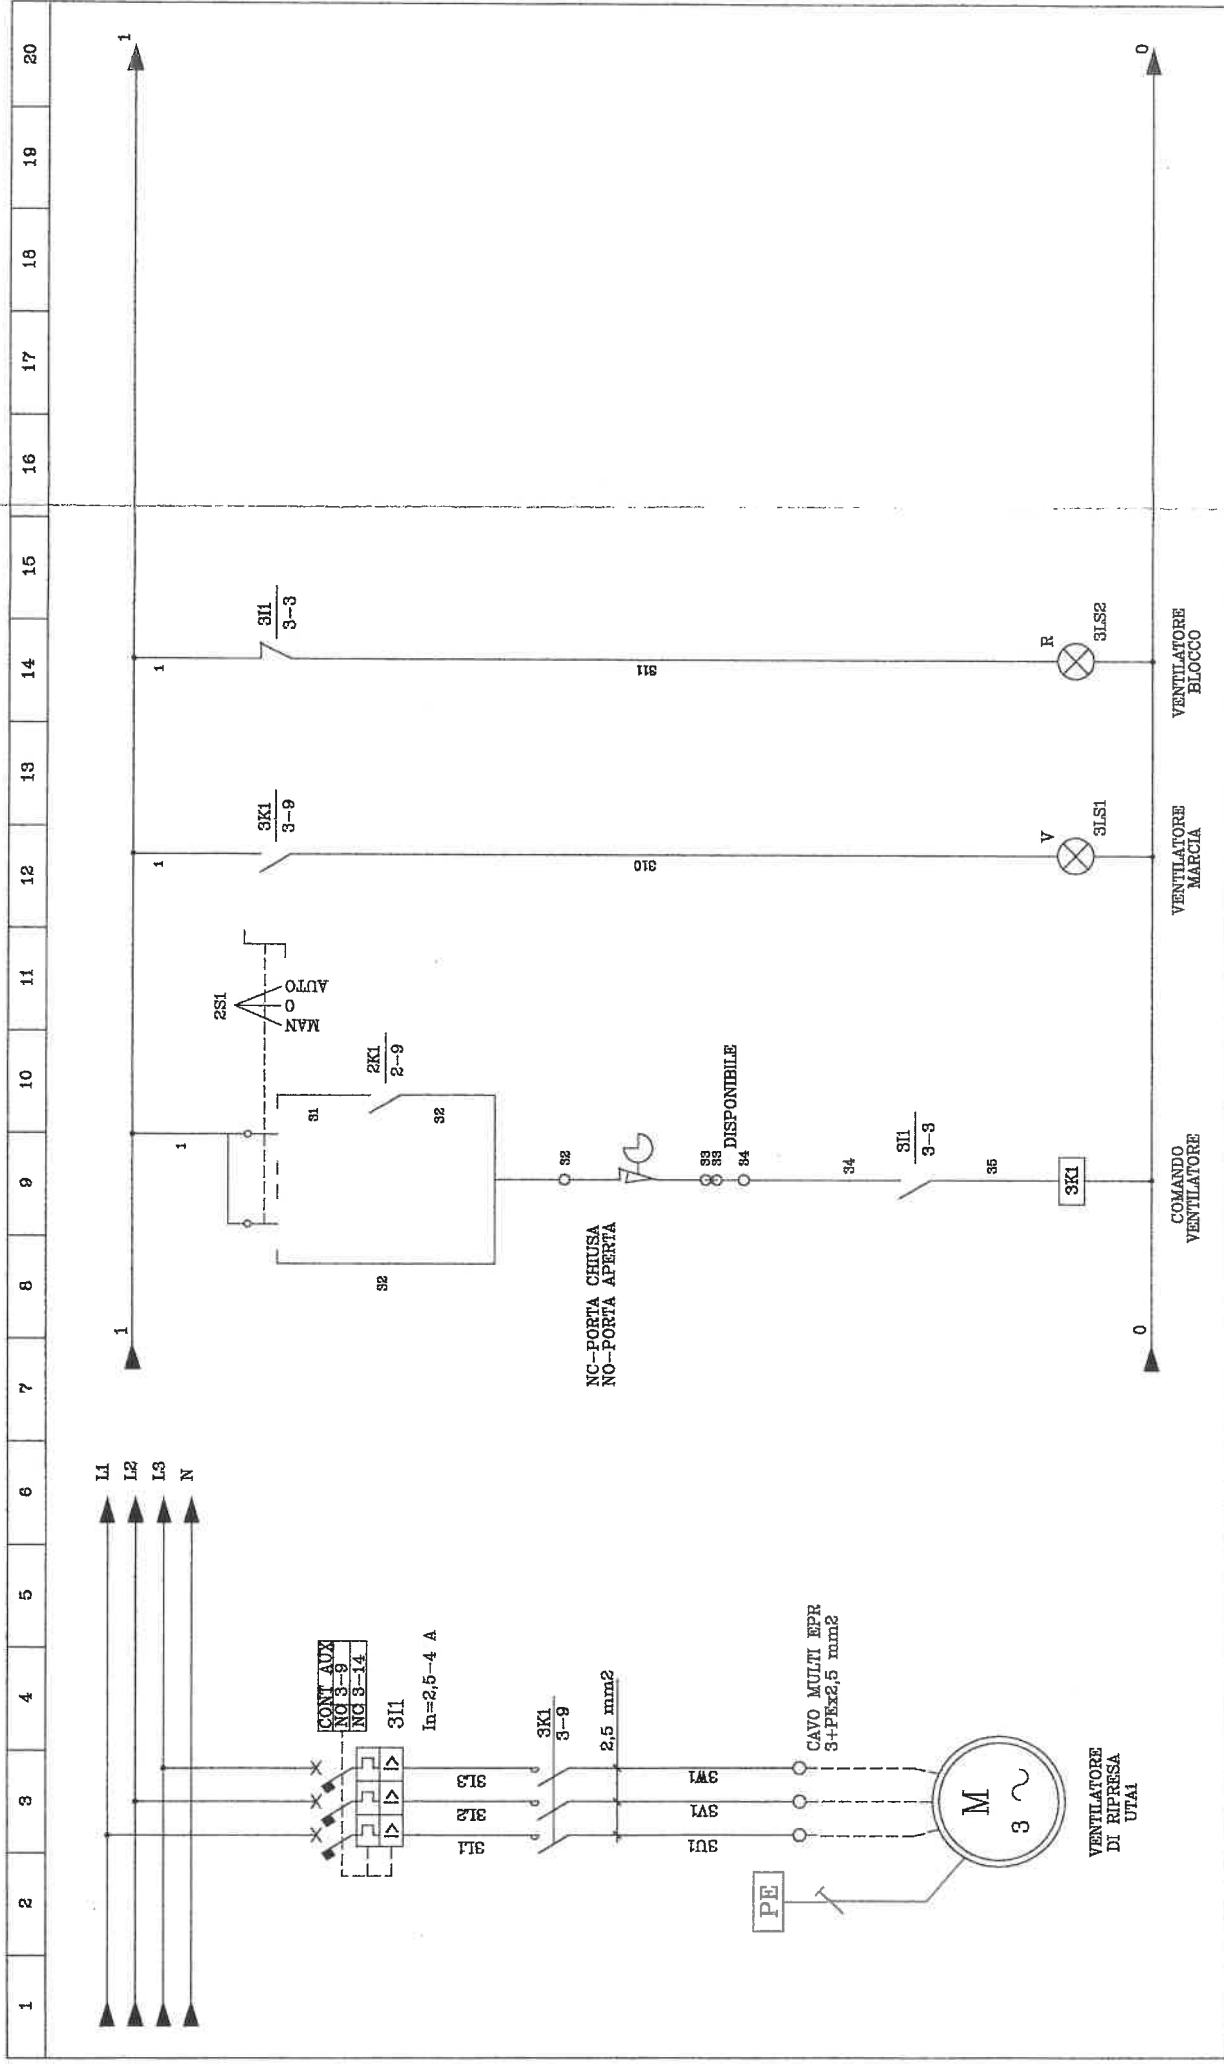 1 2 3 4 5 6 7 8 9 10 11 12 13 14 15 16 17 18 19 20
L1
L2
L3
N
CONT AUX
NO 3-9
NC 3-14
3I1
In=2,5-4 A
3L1
3L2
3L3
3K1
3-9
2,5 mm2
3U1
3V1
3W1
CAVO MULTI EPR
3+PEx2,5 mm2
PE
M
3
VENTILATORE
DI RIPRESA
UTA1
1
1
1
2S1
MAN
0
AUTO
31
2K1
2-9
32
32
32
NC-PORTA CHIUSA
NO-PORTA APERTA
33
33
34
DISPONIBILE
34
3I1
3-3
35
3K1
COMANDO
VENTILATORE
1
3K1
3-9
310
V
3LS1
VENTILATORE
MARCIA
1
3I1
3-3
311
R
3LS2
VENTILATORE
BLOCCO
0
0